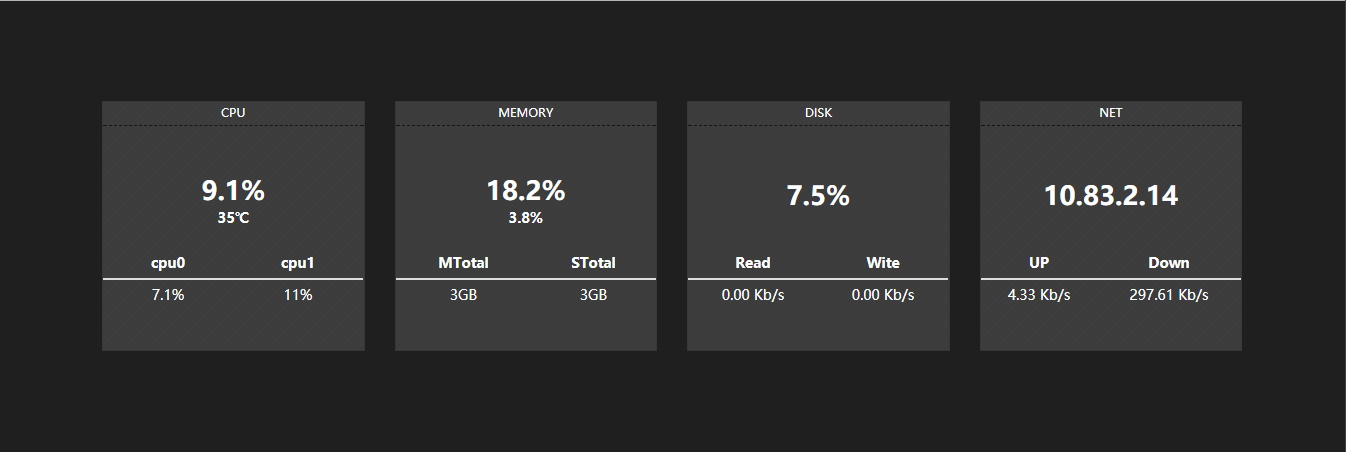 CPU
9.1%
35℃
cpu0 cpu1
7.1% 11%
MEMORY
18.2%
3.8%
MTotal STotal
3GB 3GB
DISK
7.5%
Read Wite
0.00 Kb/s 0.00 Kb/s
NET
10.83.2.14
UP Down
4.33 Kb/s 297.61 Kb/s